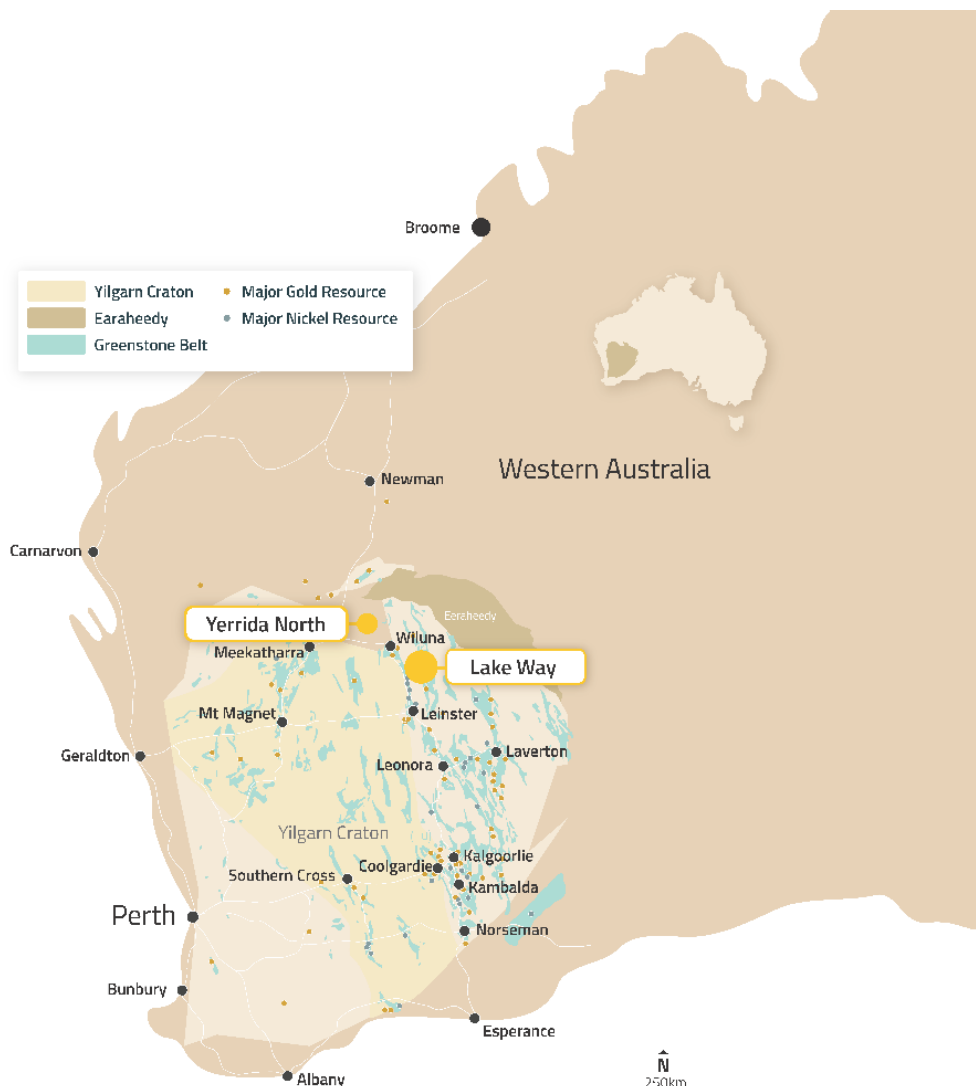 Broome
Yilgarn Craton
Major Gold Resource
Earaheedy
Major Nickel Resource
Greenstone Belt
Western Australia
Newman
Carnarvon
Eeraheedy
Yerrida North
Wiluna
Meekatharra
Lake Way
Mt Magnet
Leinster
Geraldton
Laverton
Leonora
Yilgarn Craton
Kalgoorlie
Coolgardie
Southern Cross
Kambalda
Perth
Norseman
Bunbury
Esperance
N
250km
Albany